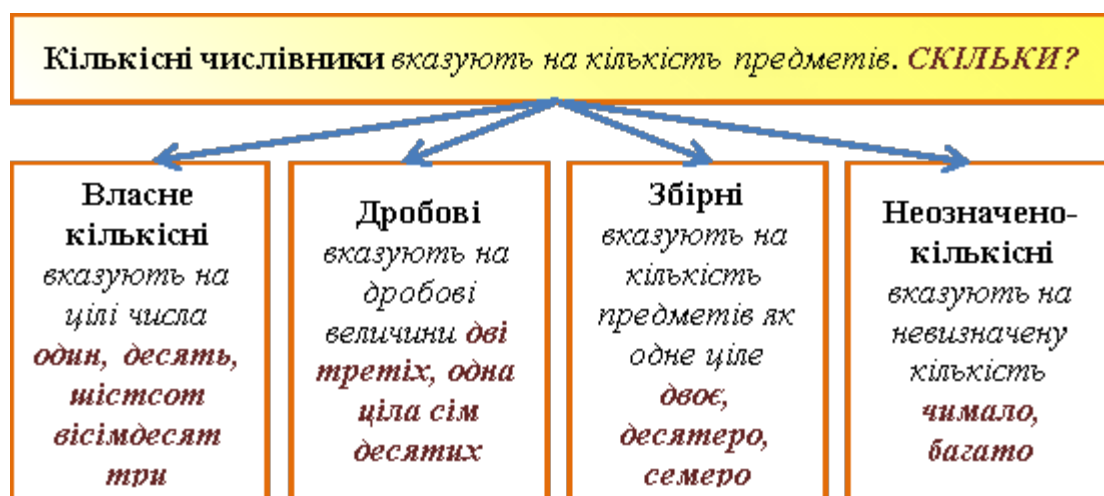 Кількісні числівники вказують на кількість предметів. СКІЛЬКИ?
Власне
кількісні
вказують на
цілі числа
один, десять,
шістсот
вісімдесят
три
Дробові
вказують на
дробові
величини дві
третіх, одна
ціла сім
десятих
Збірні
вказують на
кількість
предметів як
одне ціле
двоє,
десятеро,
семеро
Неозначено-
кількісні
вказують на
невизначену
кількість
чимало,
багато